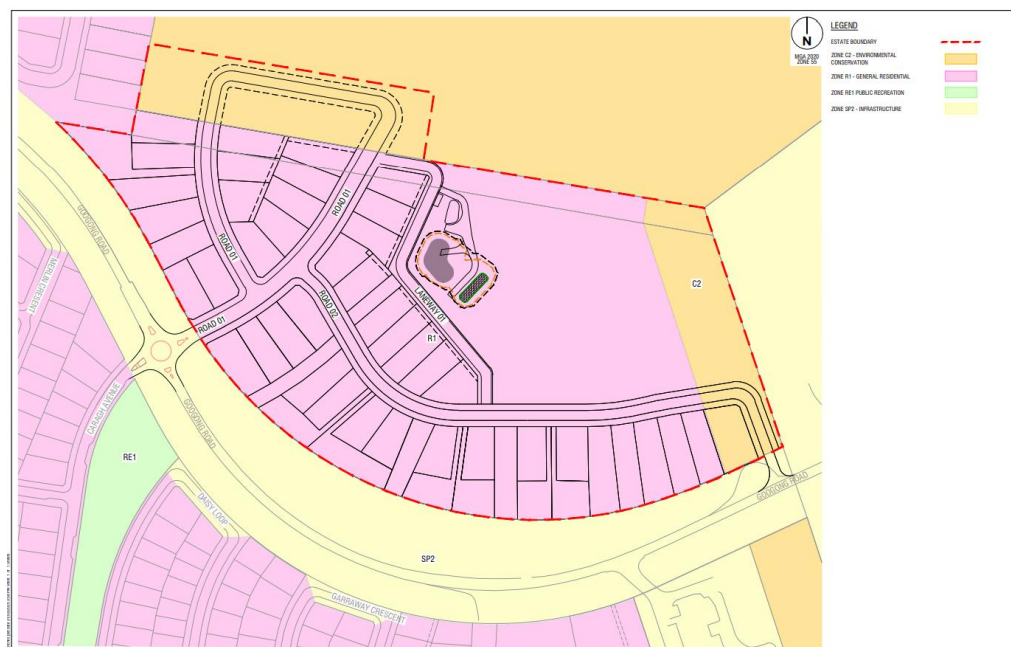 LEGEND
ESTATE BOUNDARY
ZONE C2 - ENVIRONMENTAL
CONSERVATION
ZONE R1 - GENERAL RESIDENTIAL
ZONE RE1 PUBLIC RECREATION
ZONE SP2 - INFRASTRUCTURE
N
MGA 2020
ZONE 55
GOOGONG ROAD
MERLIN CRESCENT
ROAD 01
ROAD 01
ROAD 01
ROAD 02
LANEWAY 01
R1
C2
CARAGH AVENUE
GOOGONG ROAD
RE1
DAISY LOOP
SP2
GOOGONG ROAD
GARRAWAY CRESCENT